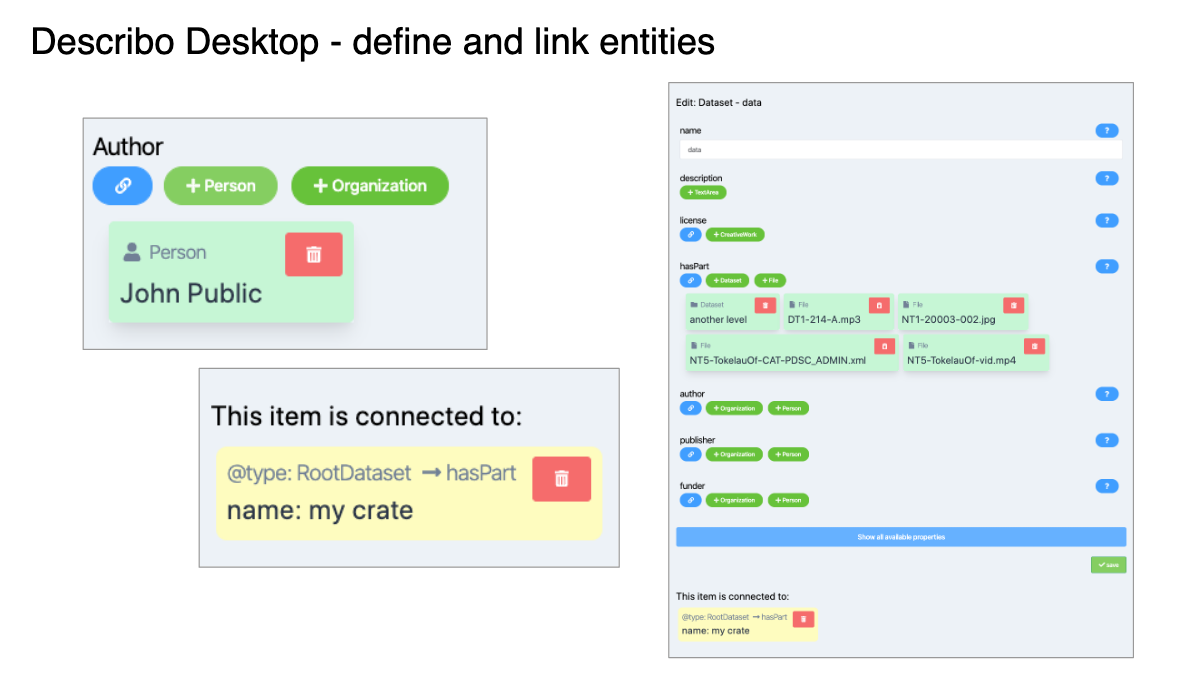 Describo Desktop - define and link entities
Author
+ Person + Organization
Person
John Public
This item is connected to:
@type: RootDataset → hasPart
name: my crate
Edit: Dataset - data
name ?
data
description ?
+ TextArea
license ?
+ CreativeWork
hasPart ?
+ Dataset + File
Dataset File File
another level DT1-214-A.mp3 NT1-20003-002.jpg
File File
NT5-TokelauOf-CAT-PDSC_ADMIN.xml NT5-TokelauOf-vid.mp4
author ?
+ Organization + Person
publisher ?
+ Organization + Person
funder ?
+ Organization + Person
Show all available properties
save
This item is connected to:
@type: RootDataset → hasPart
name: my crate